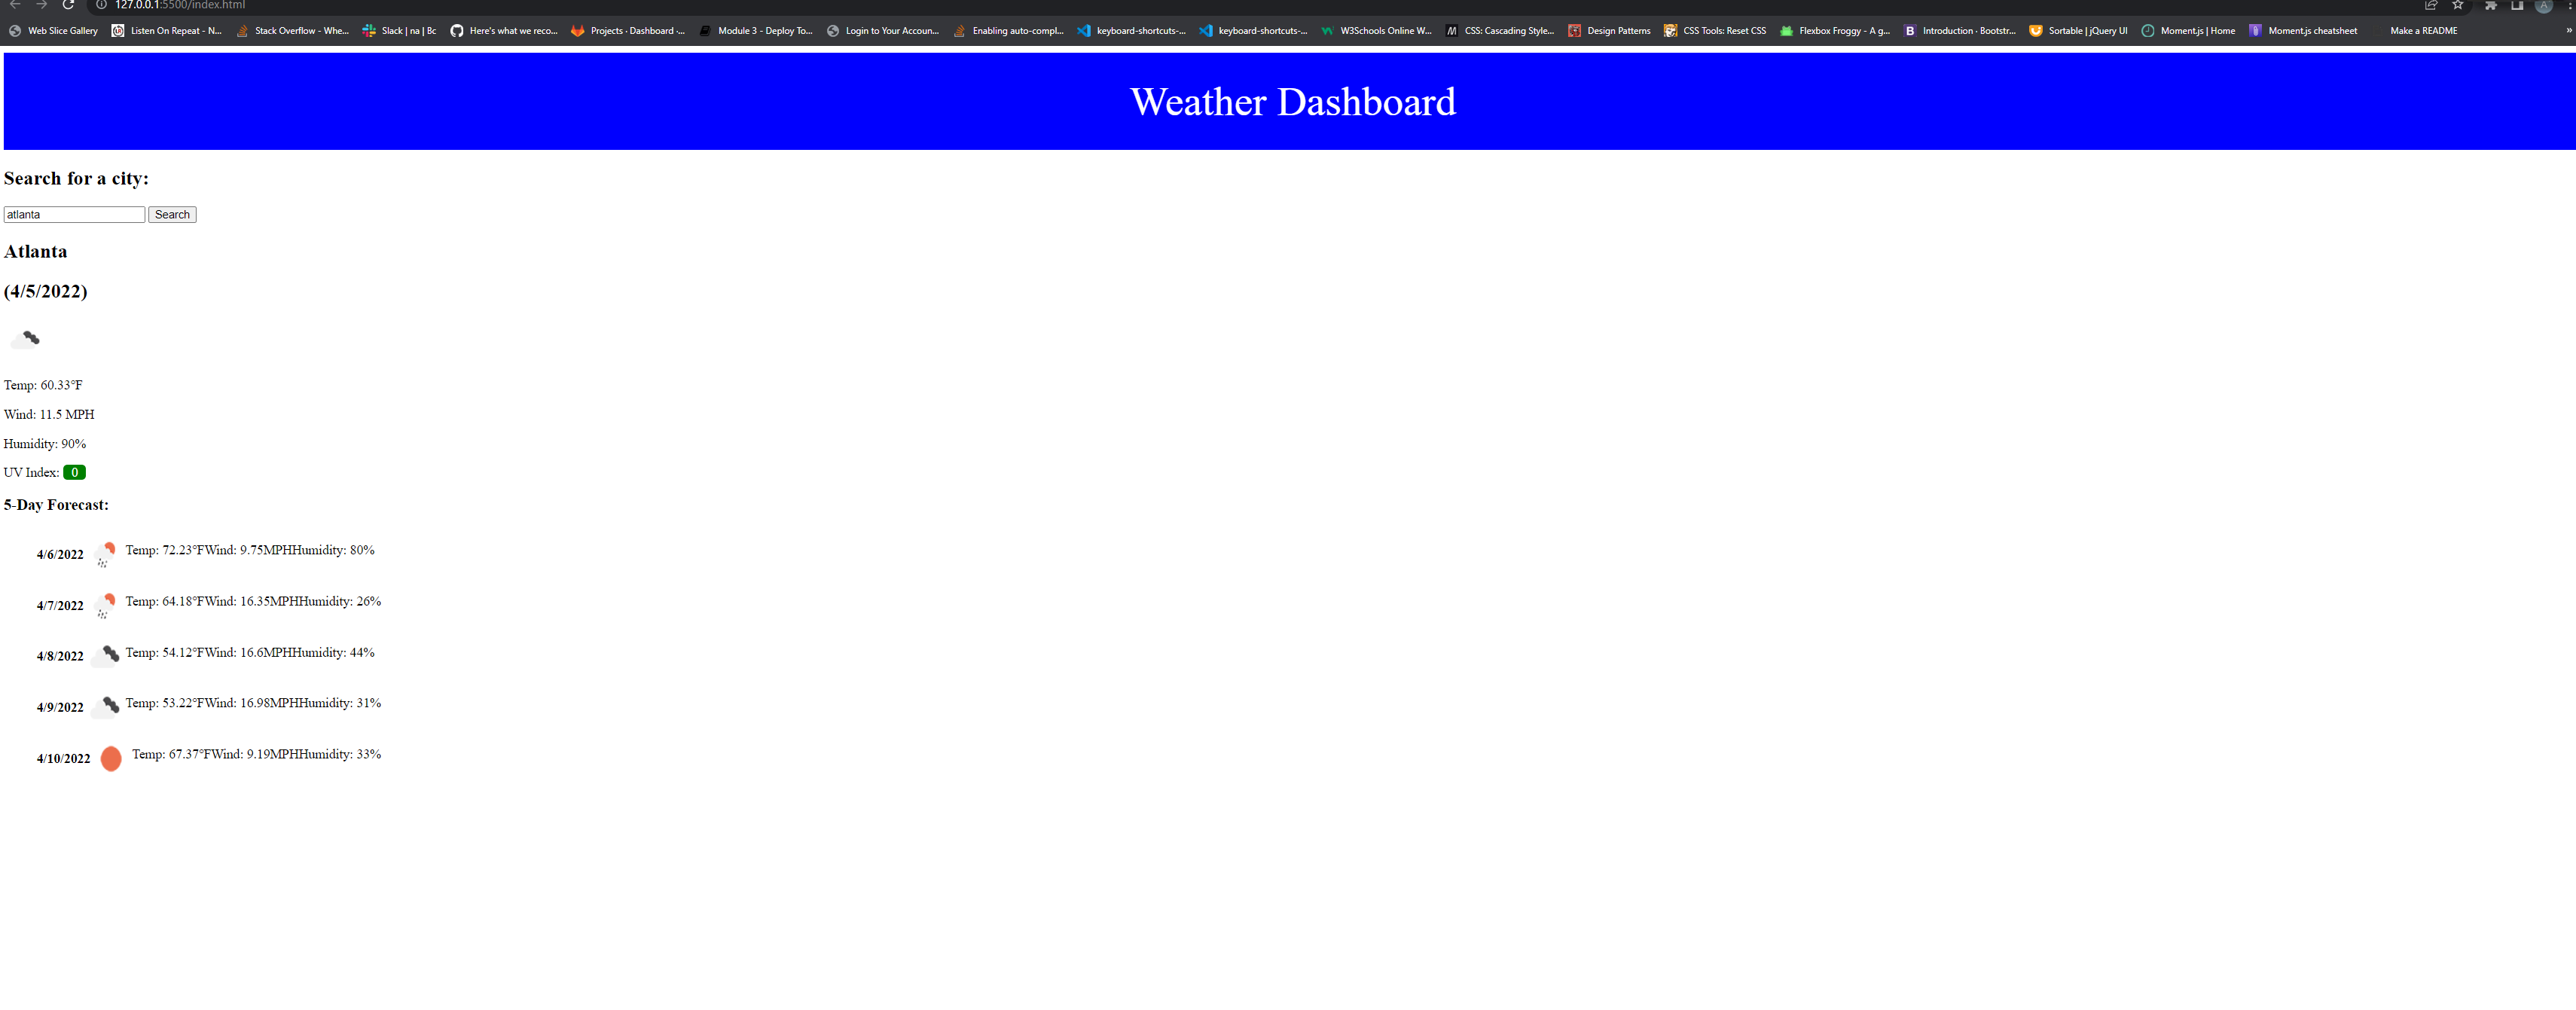 127.0.0.1:5500/index.html
Web Slice Gallery Listen On Repeat - N... Stack Overflow - Whe... Slack | na | Bc Here's what we reco... Projects · Dashboard ·... Module 3 - Deploy To... Login to Your Accoun... Enabling auto-compl... keyboard-shortcuts-... keyboard-shortcuts-... W3Schools Online W... CSS: Cascading Style... Design Patterns CSS Tools: Reset CSS Flexbox Froggy - A g... Introduction · Bootstr... Sortable | jQuery UI Moment.js | Home Moment.js cheatsheet Make a README »
Weather Dashboard
Search for a city:
atlanta Search
Atlanta
(4/5/2022)
Temp: 60.33°F
Wind: 11.5 MPH
Humidity: 90%
UV Index: 0
5-Day Forecast:
4/6/2022 Temp: 72.23°FWind: 9.75MPHHumidity: 80%
4/7/2022 Temp: 64.18°FWind: 16.35MPHHumidity: 26%
4/8/2022 Temp: 54.12°FWind: 16.6MPHHumidity: 44%
4/9/2022 Temp: 53.22°FWind: 16.98MPHHumidity: 31%
4/10/2022 Temp: 67.37°FWind: 9.19MPHHumidity: 33%